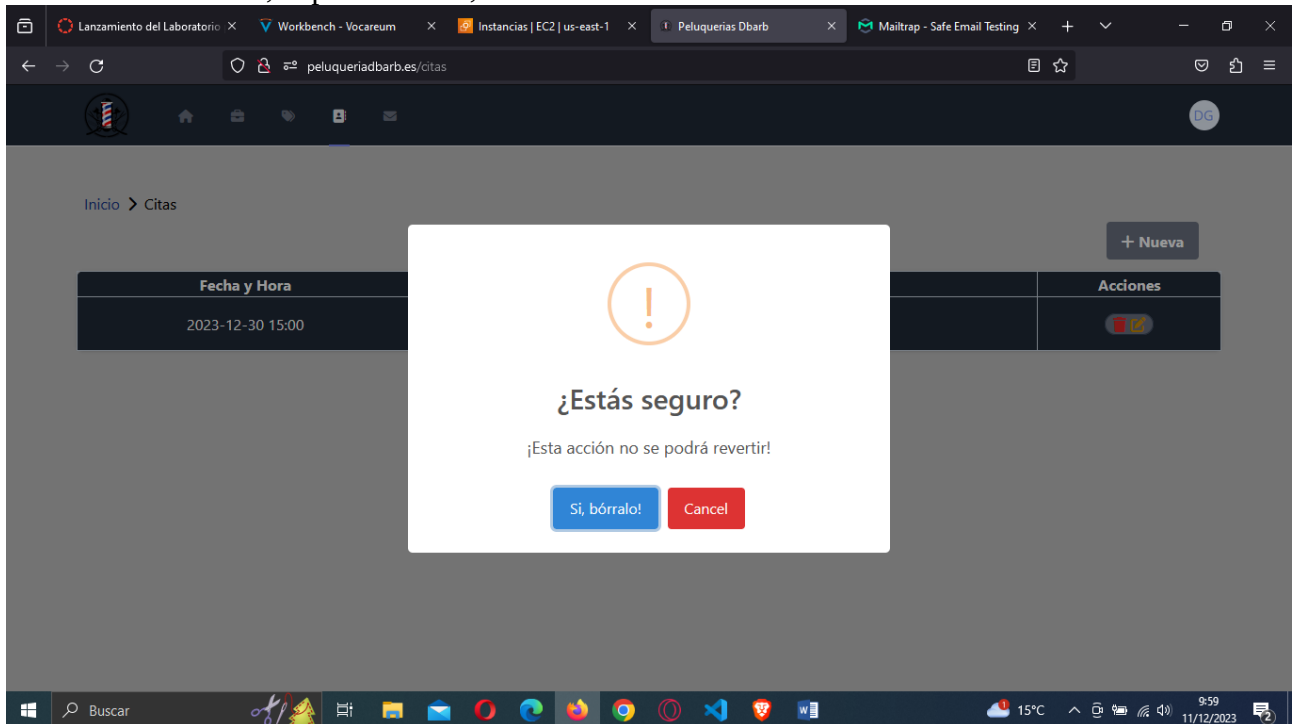 Lanzamiento del Laboratorio
Workbench - Vocareum
Instancias | EC2 | us-east-1
Peluquerias Dbarb
Mailtrap - Safe Email Testing
peluqueriadbarb.es/citas
DG
Inicio Citas
+ Nueva
Fecha y Hora
Acciones
2023-12-30 15:00
!
¿Estás seguro?
¡Esta acción no se podrá revertir!
Si, bórralo!
Cancel
Buscar
15°C
9:59
11/12/2023
2